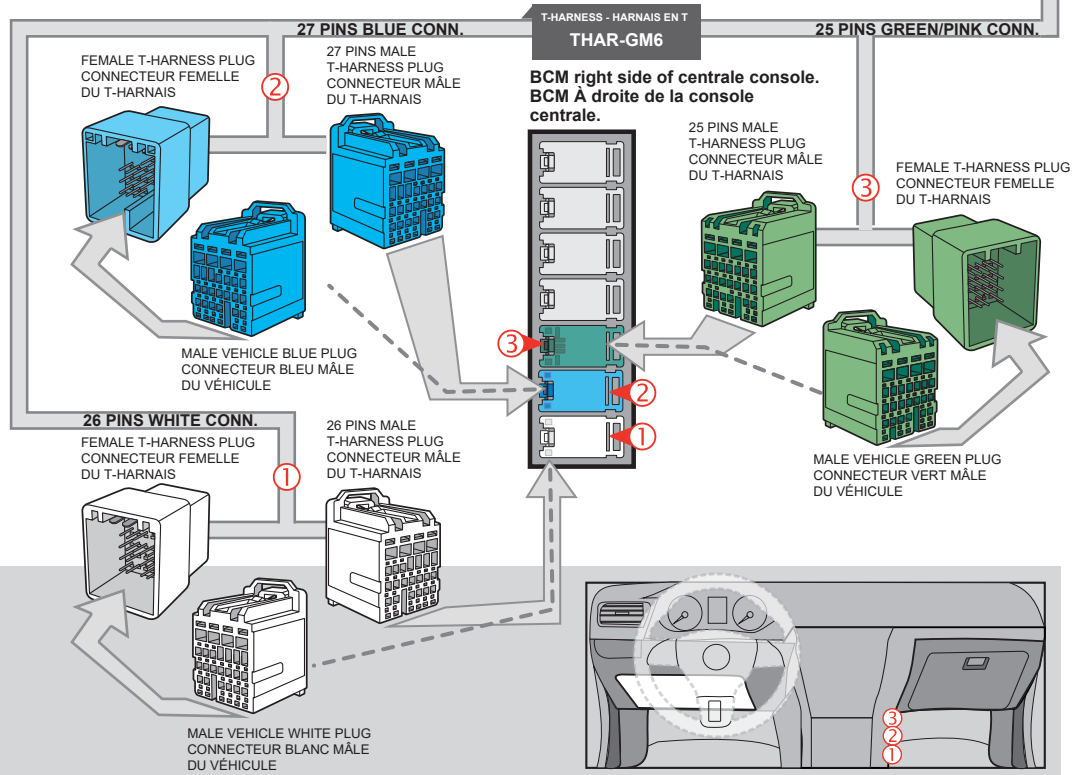 T-HARNESS - HARNAIS EN T
THAR-GM6
27 PINS BLUE CONN.
25 PINS GREEN/PINK CONN.
FEMALE T-HARNESS PLUG
CONNECTEUR FEMELLE
DU T-HARNAIS
2
27 PINS MALE
T-HARNESS PLUG
CONNECTEUR MÂLE
DU T-HARNAIS
BCM right side of centrale console.
BCM À droite de la console
centrale.
25 PINS MALE
T-HARNESS PLUG
CONNECTEUR MÂLE
DU T-HARNAIS
3
FEMALE T-HARNESS PLUG
CONNECTEUR FEMELLE
DU T-HARNAIS
MALE VEHICLE BLUE PLUG
CONNECTEUR BLEU MÂLE
DU VÉHICULE
3
2
1
MALE VEHICLE GREEN PLUG
CONNECTEUR VERT MÂLE
DU VÉHICULE
26 PINS WHITE CONN.
FEMALE T-HARNESS PLUG
CONNECTEUR FEMELLE
DU T-HARNAIS
1
26 PINS MALE
T-HARNESS PLUG
CONNECTEUR MÂLE
DU T-HARNAIS
MALE VEHICLE WHITE PLUG
CONNECTEUR BLANC MÂLE
DU VÉHICULE
3
2
1